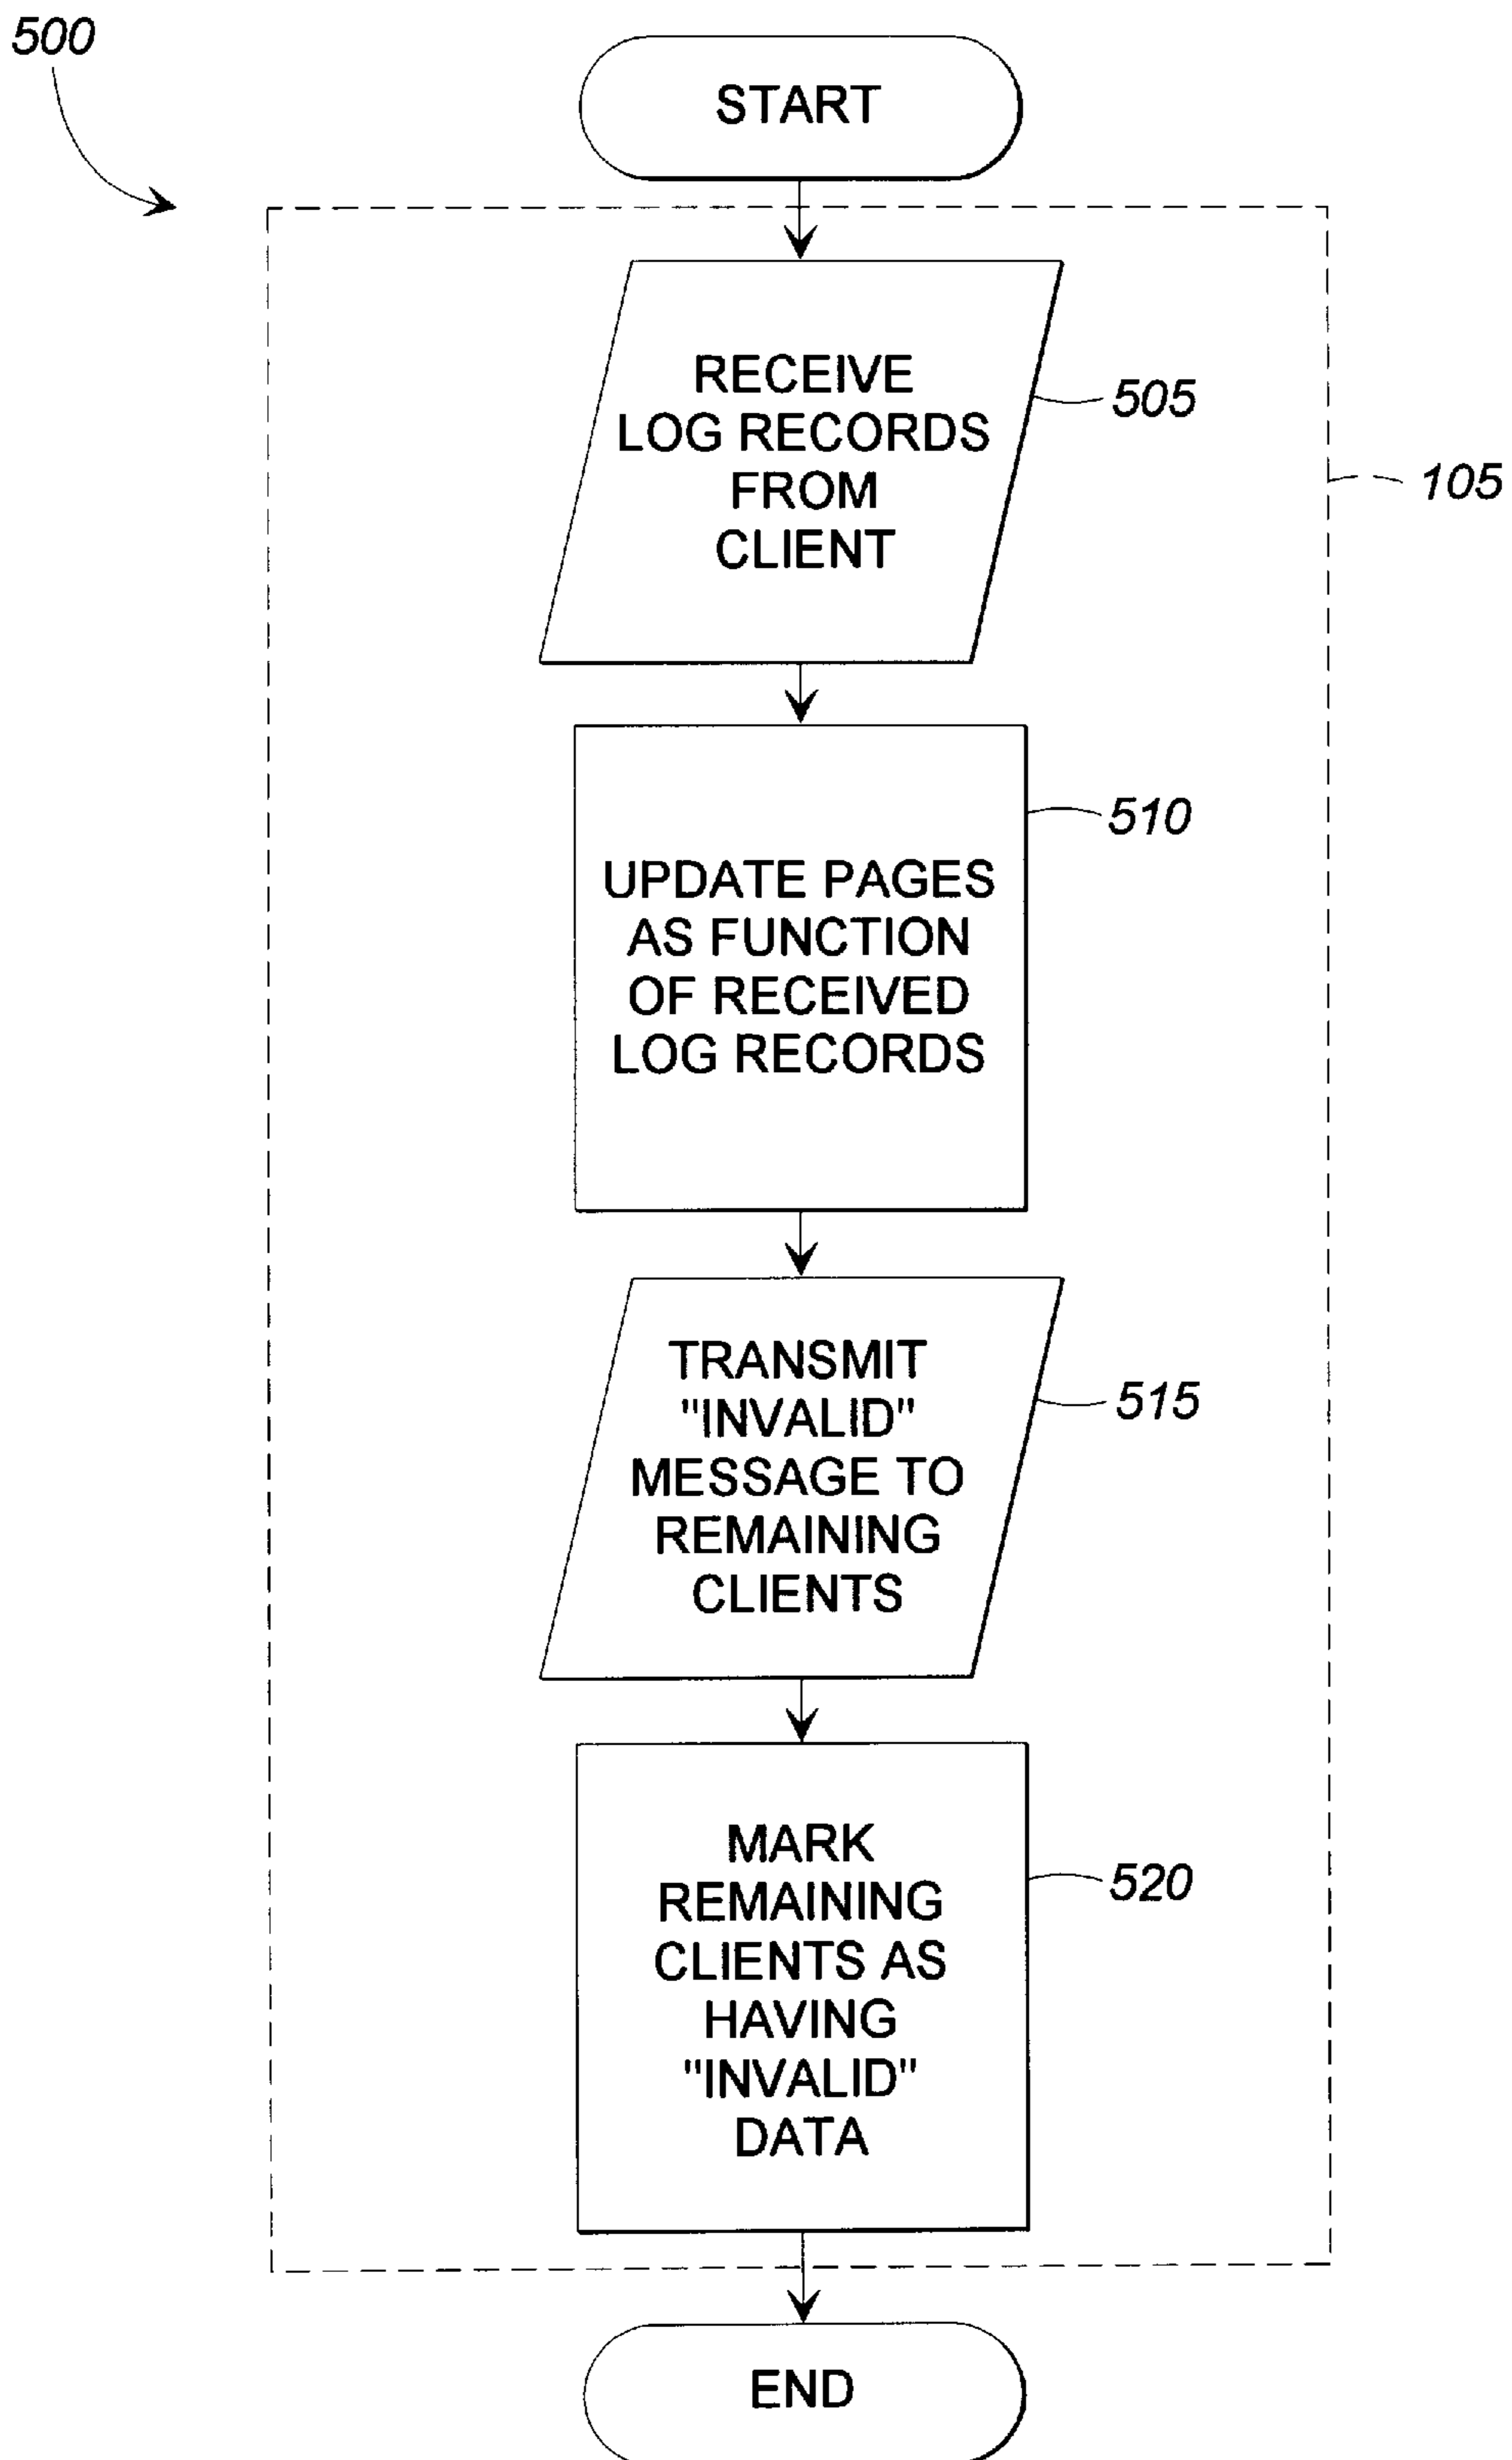 500
START
RECEIVE
LOG RECORDS
FROM
CLIENT
505
105
510
UPDATE PAGES
AS FUNCTION
OF RECEIVED
LOG RECORDS
TRANSMIT
"INVALID"
MESSAGE TO
REMAINING
CLIENTS
515
MARK
REMAINING
CLIENTS AS
HAVING
"INVALID"
DATA
520
END